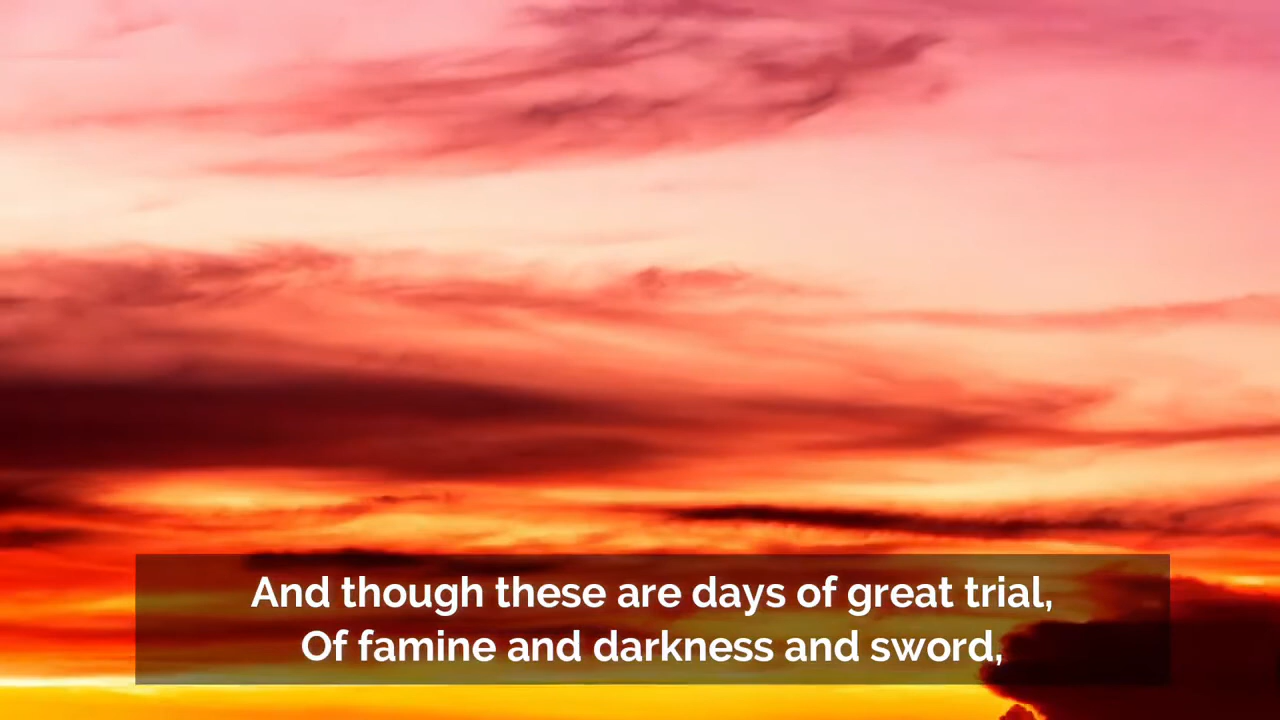 And though these are days of great trial,
Of famine and darkness and sword,